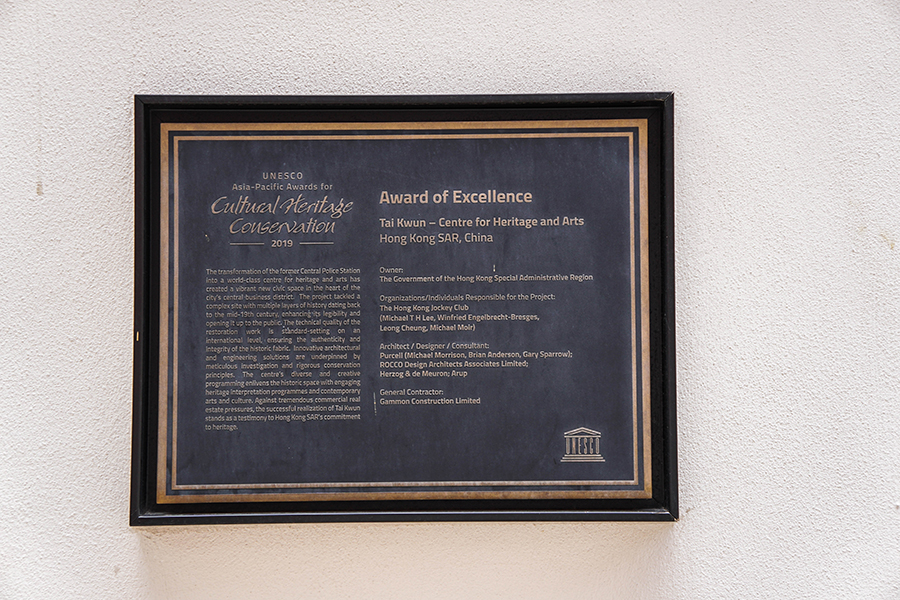 UNESCO
Asia-Pacific Awards for
Cultural Heritage
Conservation
2019
The transformation of the former Central Police Station
into a world-class centre for heritage and arts has
created a vibrant new civic space in the heart of the
city's central business district. The project tackled a
complex site with multiple layers of history dating back
to the mid-19th century, enhancing its legibility and
opening it up to the public. The technical quality of the
restoration work is standard-setting on an
international level, ensuring the authenticity and
integrity of the historic fabric. Innovative architectural
and engineering solutions are underpinned by
meticulous investigation and rigorous conservation
principles. The centre's diverse and creative
programming enlivens the historic space with engaging
heritage interpretation programmes and contemporary
arts and culture. Against tremendous commercial real
estate pressures, the successful realization of Tai Kwun
stands as a testimony to Hong Kong SAR's commitment
to heritage.
Award of Excellence
Tai Kwun – Centre for Heritage and Arts
Hong Kong SAR, China
Owner:
The Government of the Hong Kong Special Administrative Region
Organizations/Individuals Responsible for the Project:
The Hong Kong Jockey Club
(Michael T H Lee, Winfried Engelbrecht-Bresges,
Leong Cheung, Michael Moir)
Architect / Designer / Consultant:
Purcell (Michael Morrison, Brian Anderson, Gary Sparrow);
ROCCO Design Architects Associates Limited;
Herzog & de Meuron; Arup
General Contractor:
Gammon Construction Limited
UNESCO